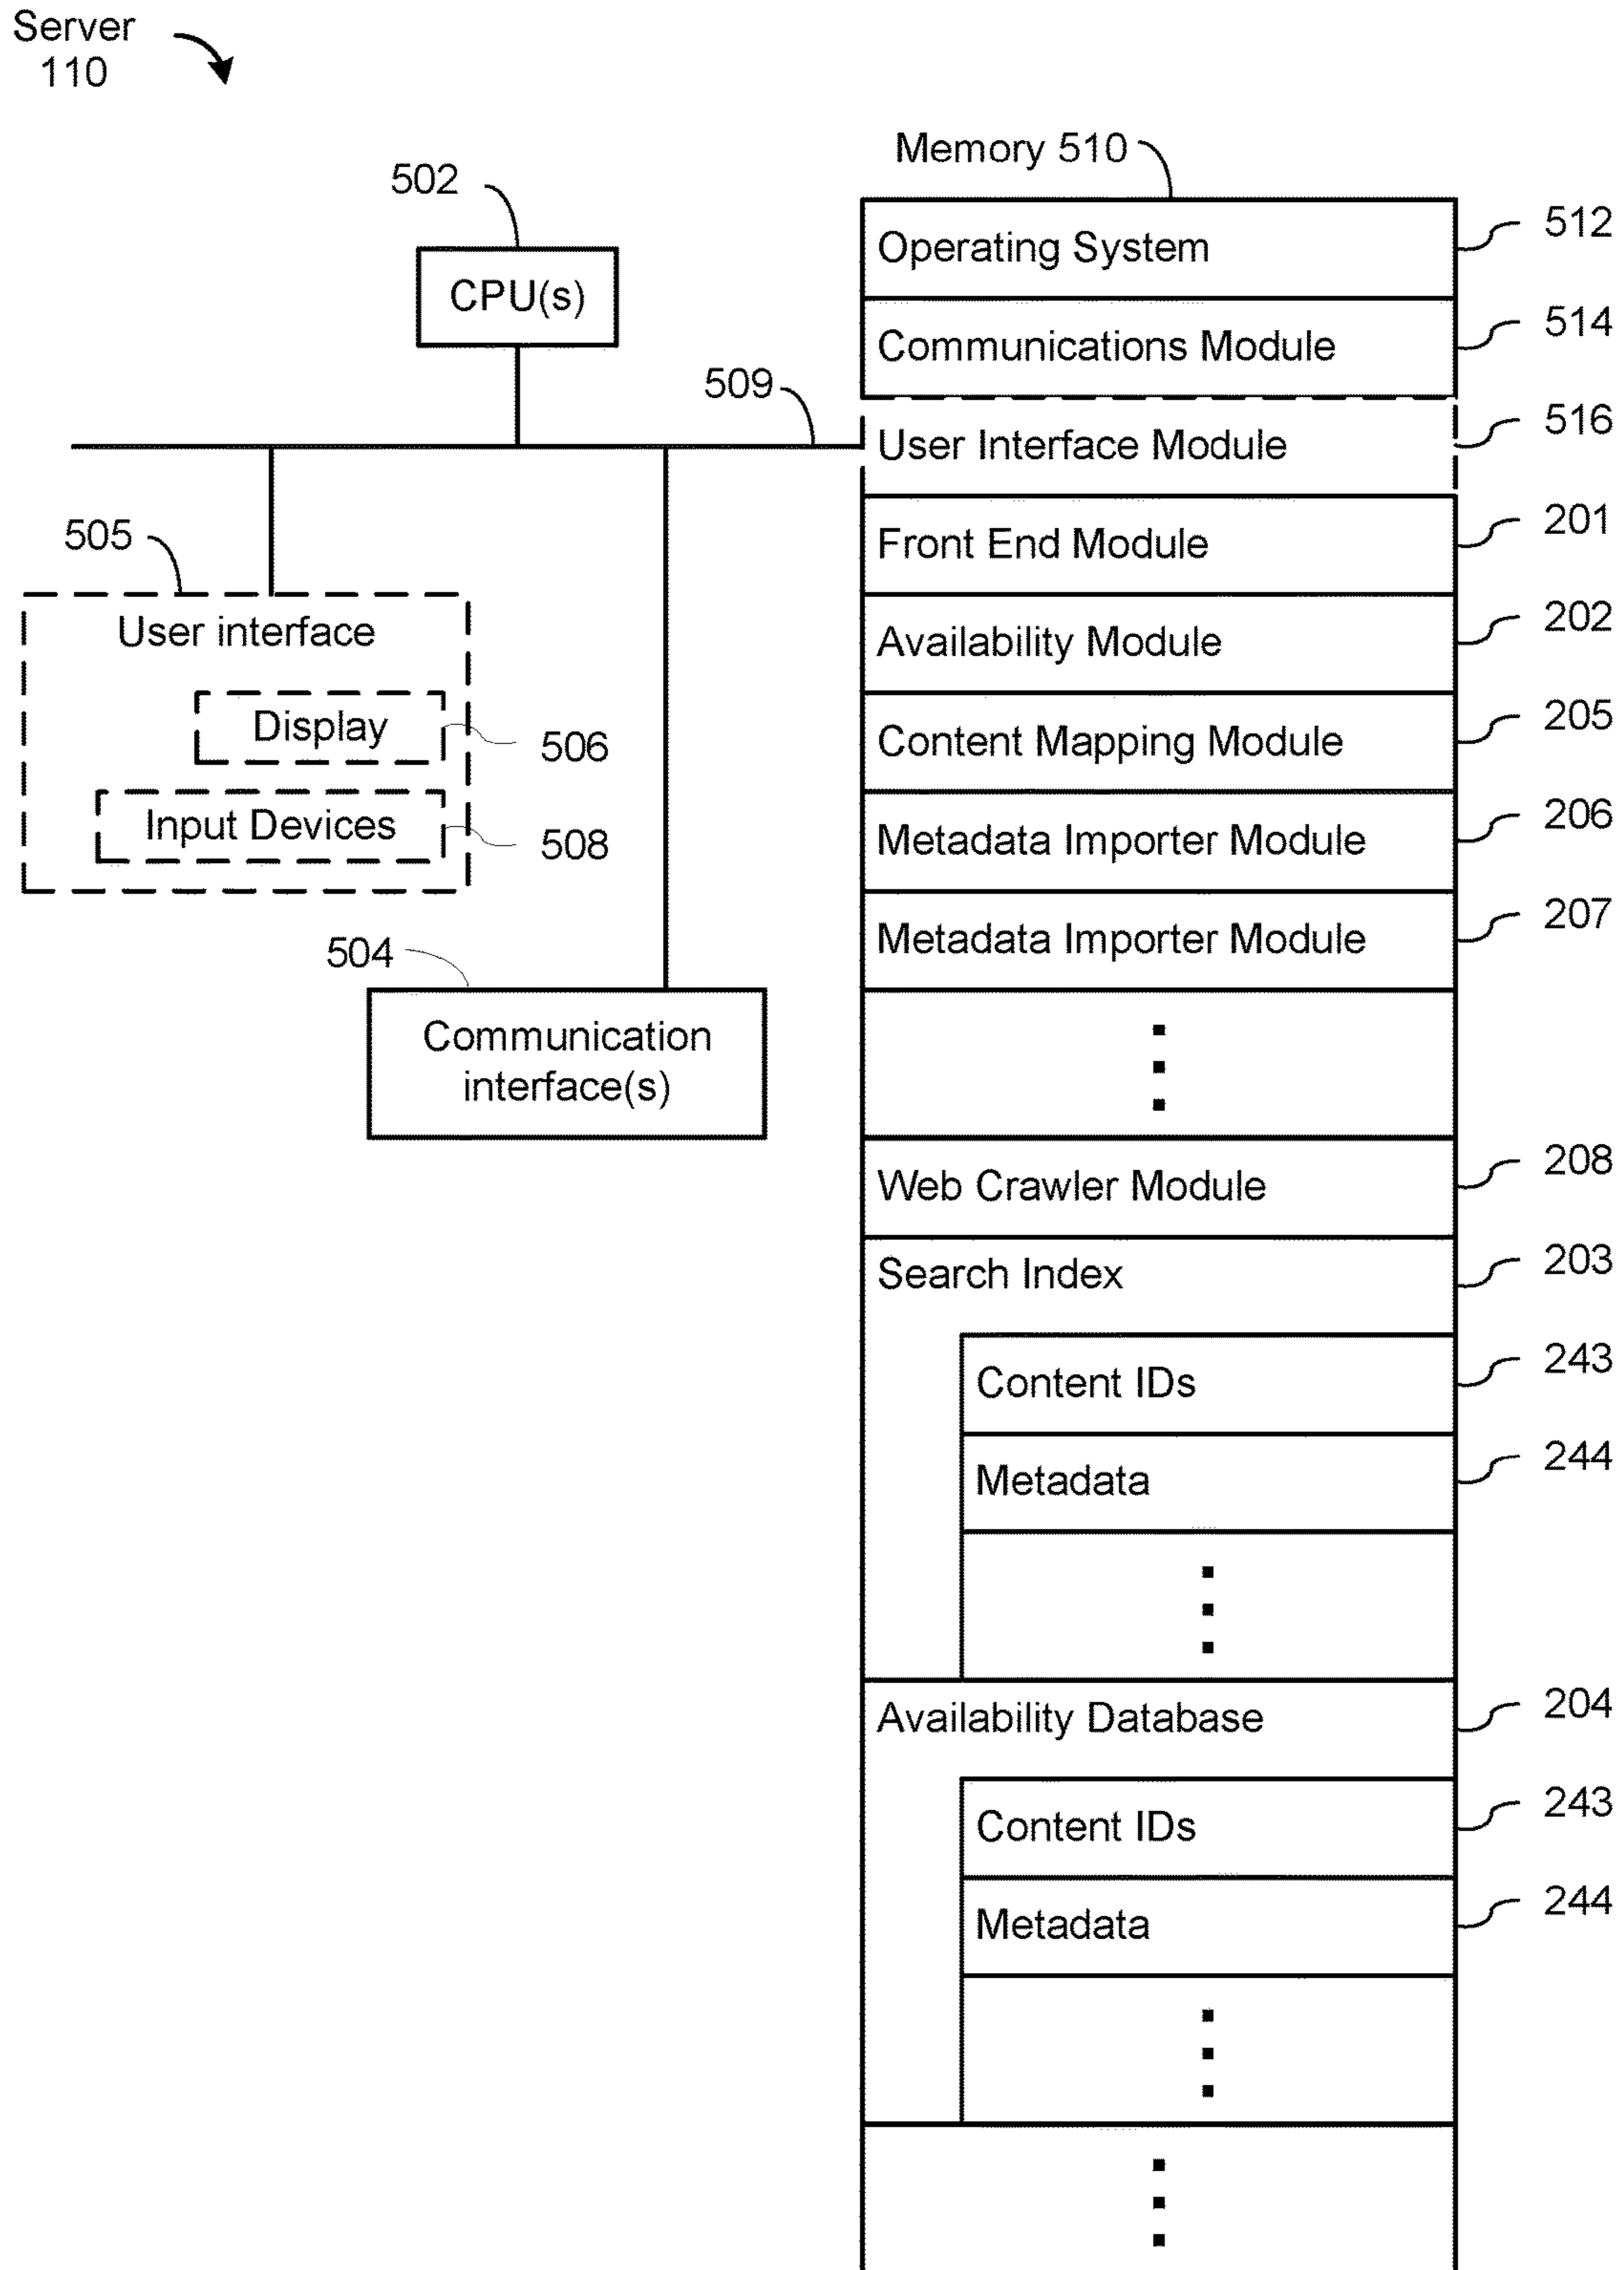 Server
110
Memory 510
502
512
Operating System
CPU(s)
514
Communications Module
509
516
User Interface Module
505
201
Front End Module
User interface
202
Availability Module
Display
506
205
Content Mapping Module
Input Devices
508
206
Metadata Importer Module
207
Metadata Importer Module
504
Communication
interface(s)
208
Web Crawler Module
203
Search Index
243
Content IDs
244
Metadata
204
Availability Database
243
Content IDs
244
Metadata